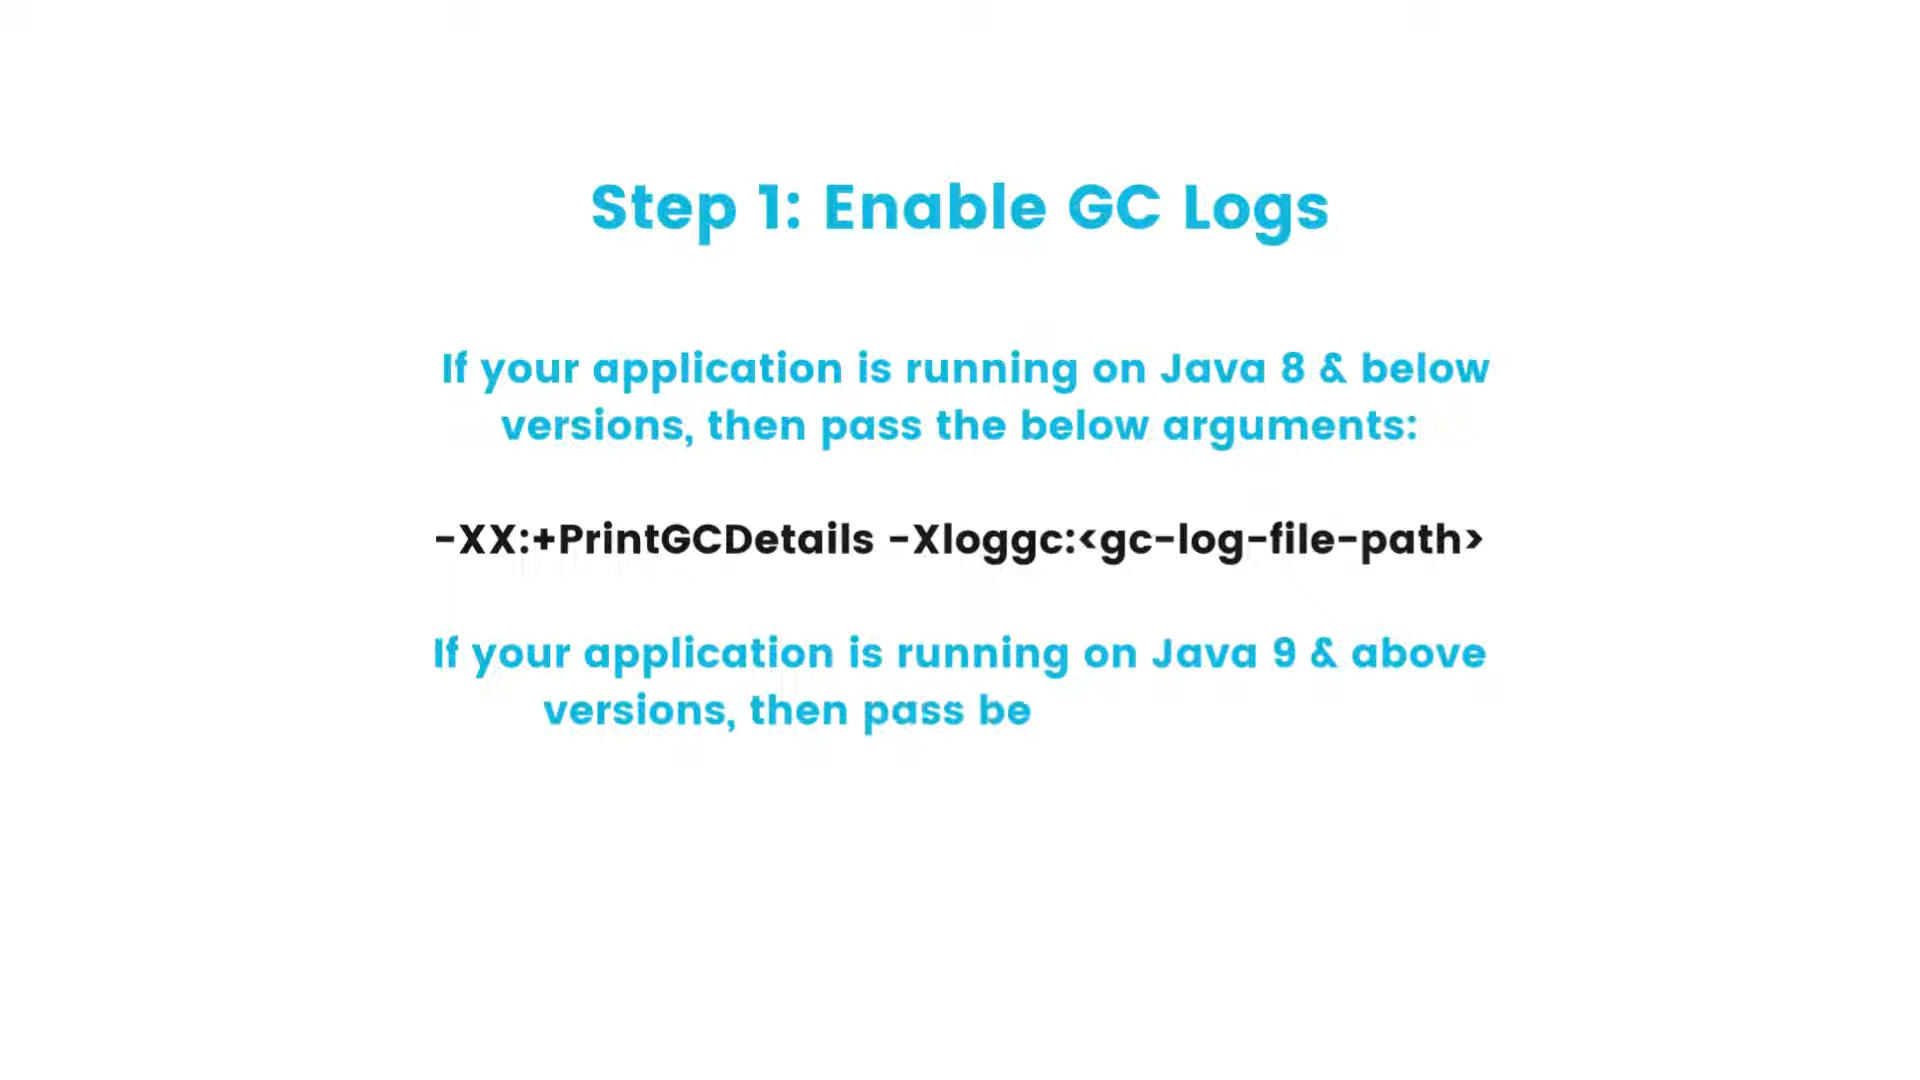 Step 1: Enable GC Logs
If your application is running on Java 8 & below
versions, then pass the below arguments:
-XX:+PrintGCDetails -Xloggc:<gc-log-file-path>
If your application is running on Java 9 & above
versions, then pass be